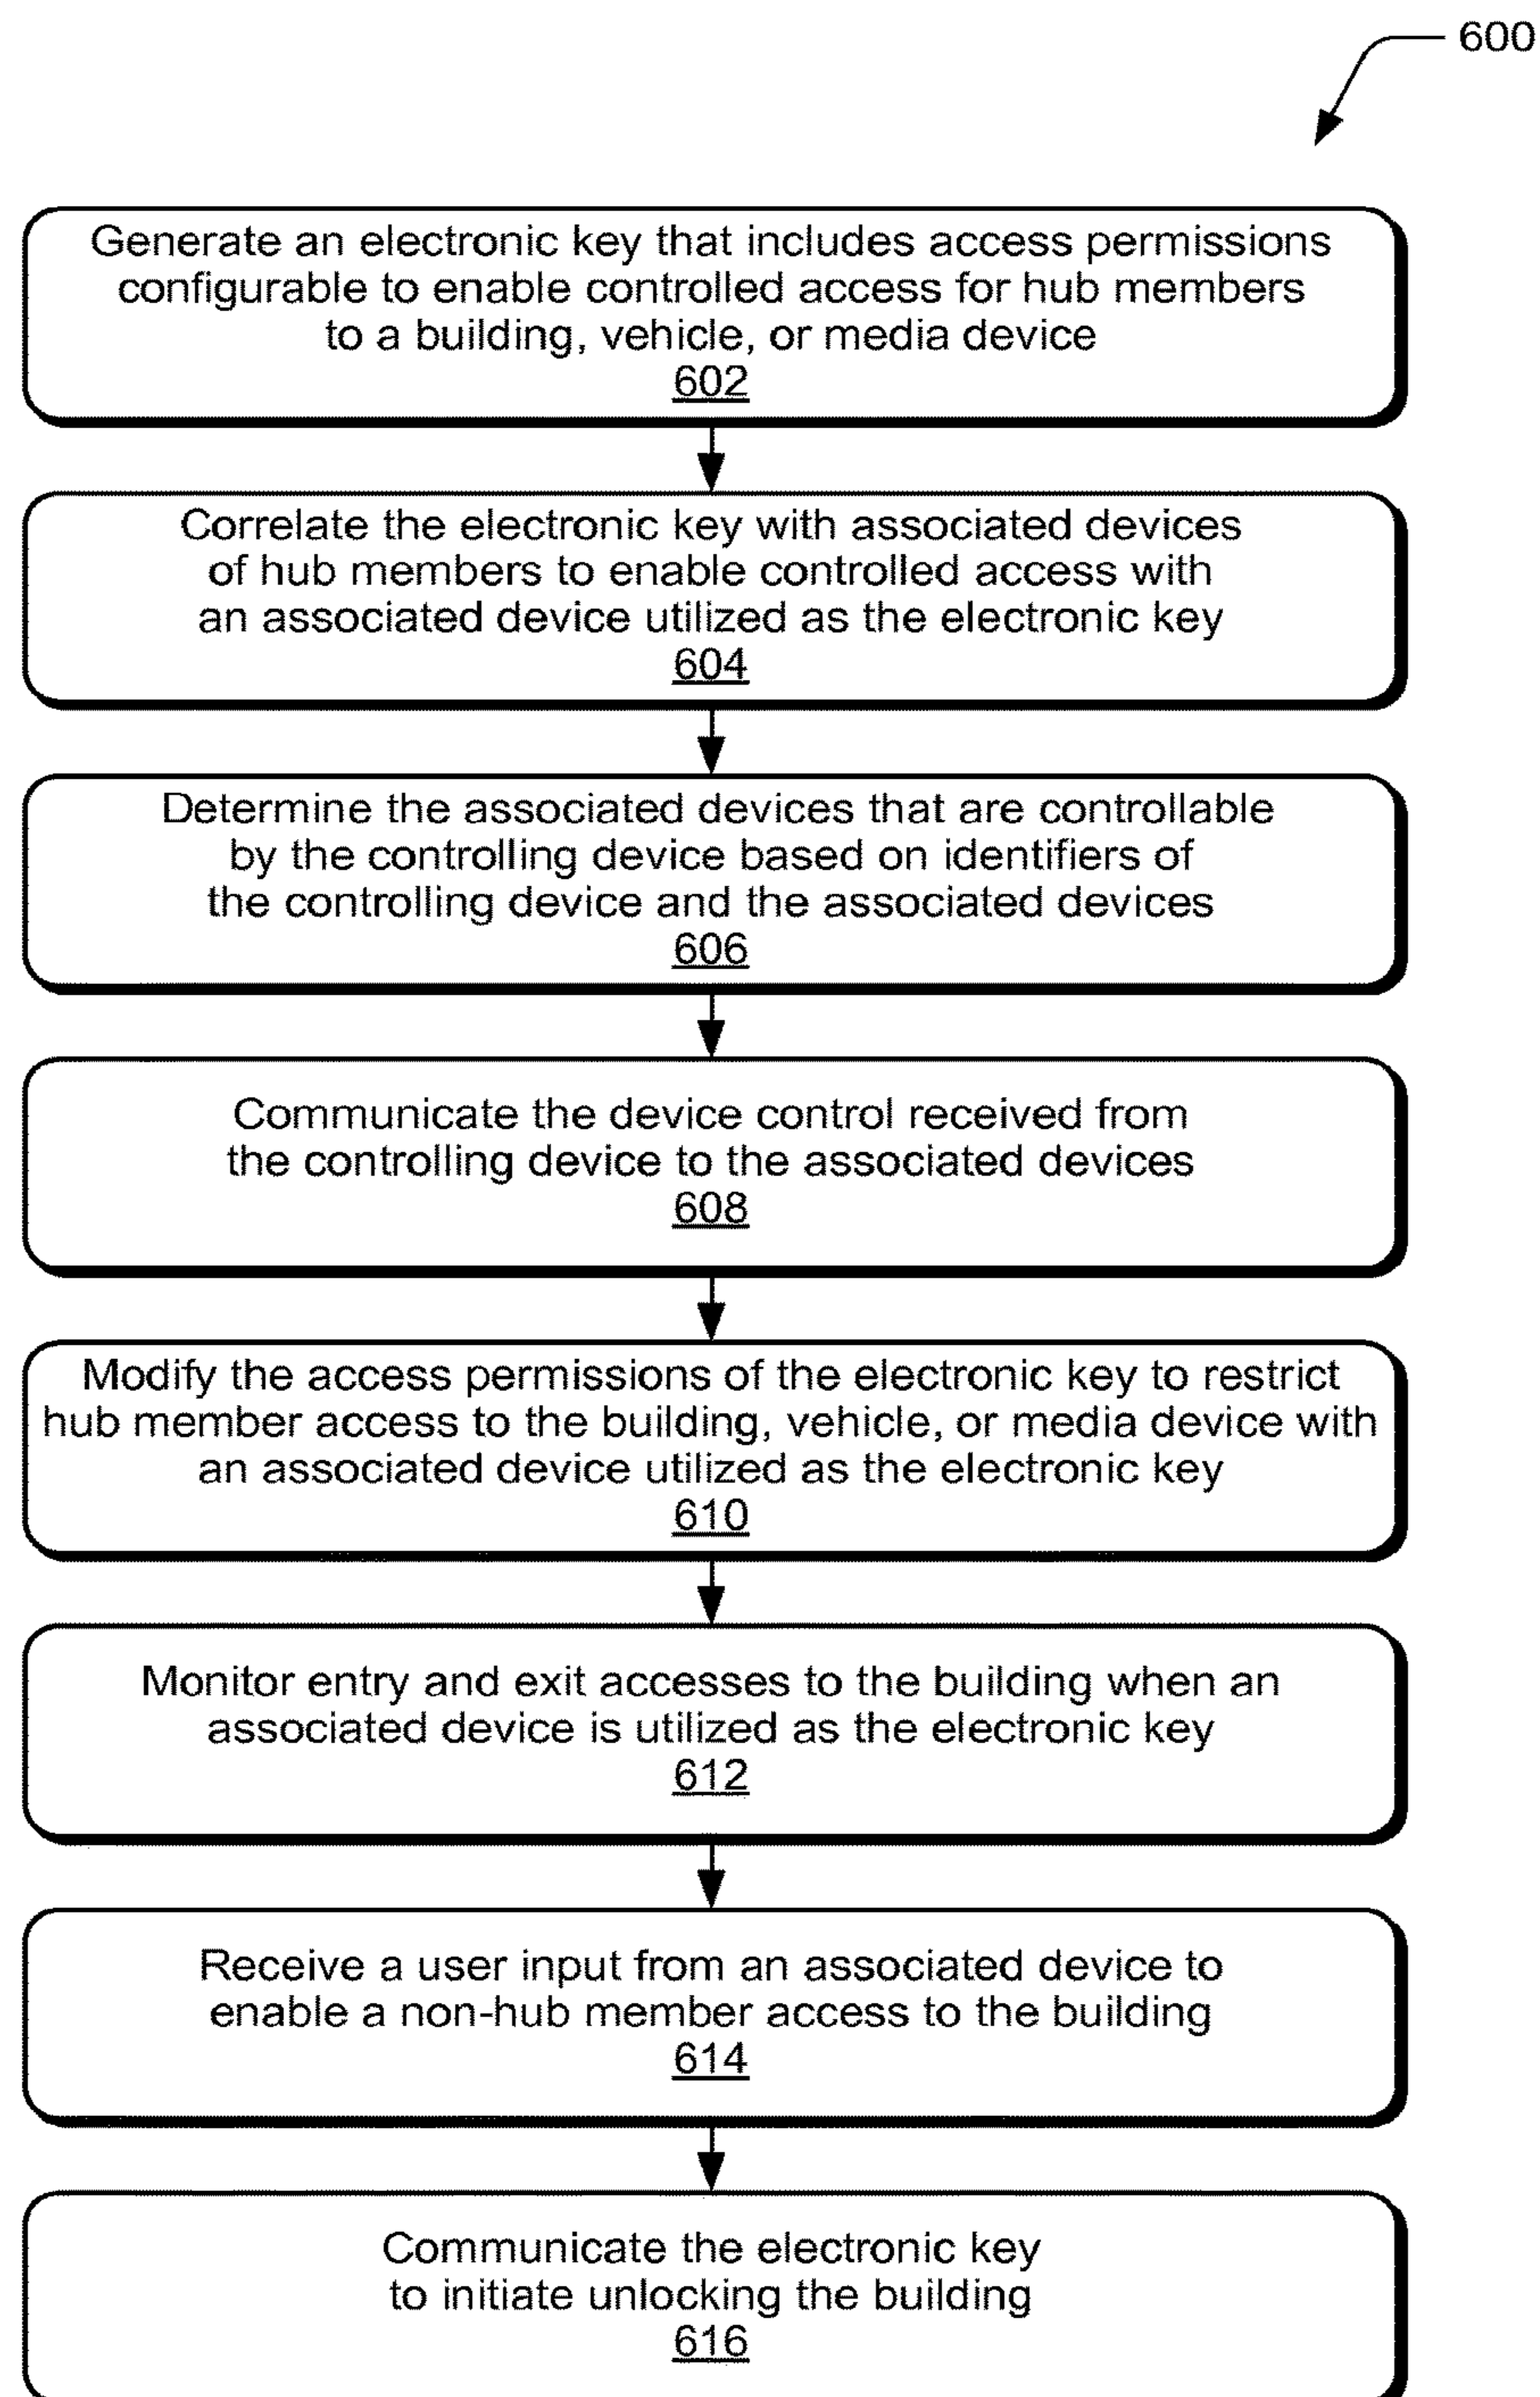 600
Generate an electronic key that includes access permissions
configurable to enable controlled access for hub members
to a building, vehicle, or media device
602
Correlate the electronic key with associated devices
of hub members to enable controlled access with
an associated device utilized as the electronic key
604
Determine the associated devices that are controllable
by the controlling device based on identifiers of
the controlling device and the associated devices
606
Communicate the device control received from
the controlling device to the associated devices
608
Modify the access permissions of the electronic key to restrict
hub member access to the building, vehicle, or media device with
an associated device utilized as the electronic key
610
Monitor entry and exit accesses to the building when an
associated device is utilized as the electronic key
612
Receive a user input from an associated device to
enable a non-hub member access to the building
614
Communicate the electronic key
to initiate unlocking the building
616